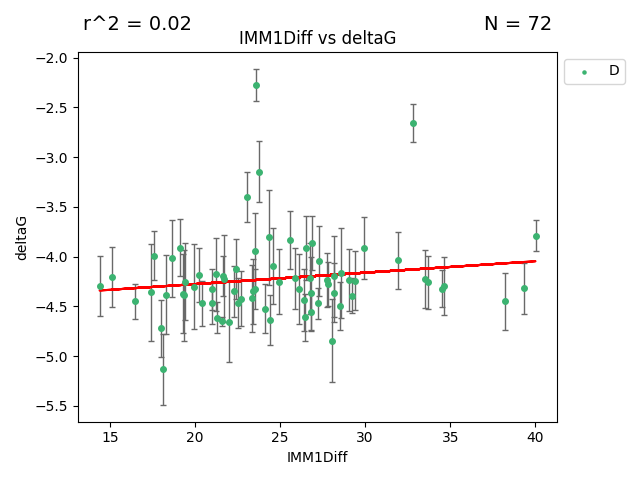 r^2 = 0.02
N = 72
IMM1Diff vs deltaG
D
−2.0
−2.5
−3.0
−3.5
−4.0
−4.5
−5.0
−5.5
deltaG
15 20 25 30 35 40
IMM1Diff